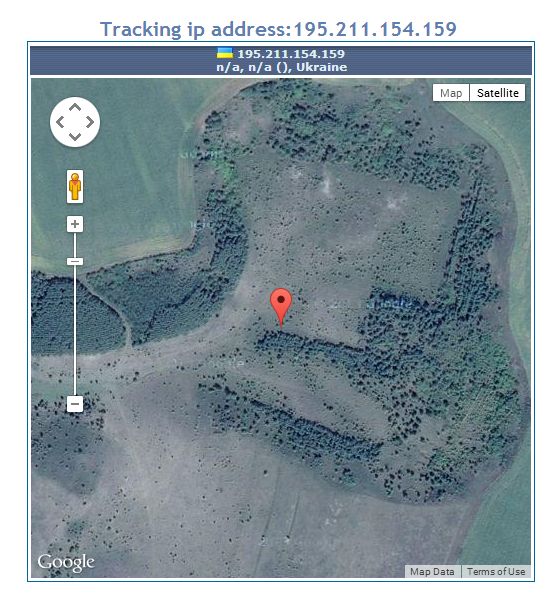 Tracking ip address:195.211.154.159
195.211.154.159
n/a, n/a (), Ukraine
Map
Satellite
Google
Map Data
Terms of Use